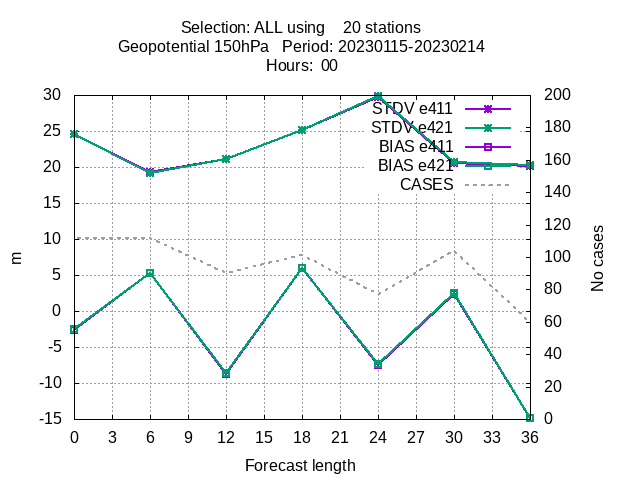 Selection: ALL using    20 stations
Geopotential 150hPa   Period: 20230115-20230214
Hours:  00
STDV e411
STDV e421
BIAS e411
BIAS e421
CASES
30
25
20
15
10
5
0
-5
-10
-15
m
200
180
160
140
120
100
80
60
40
20
0
No cases
0 3 6 9 12 15 18 21 24 27 30 33 36
Forecast length